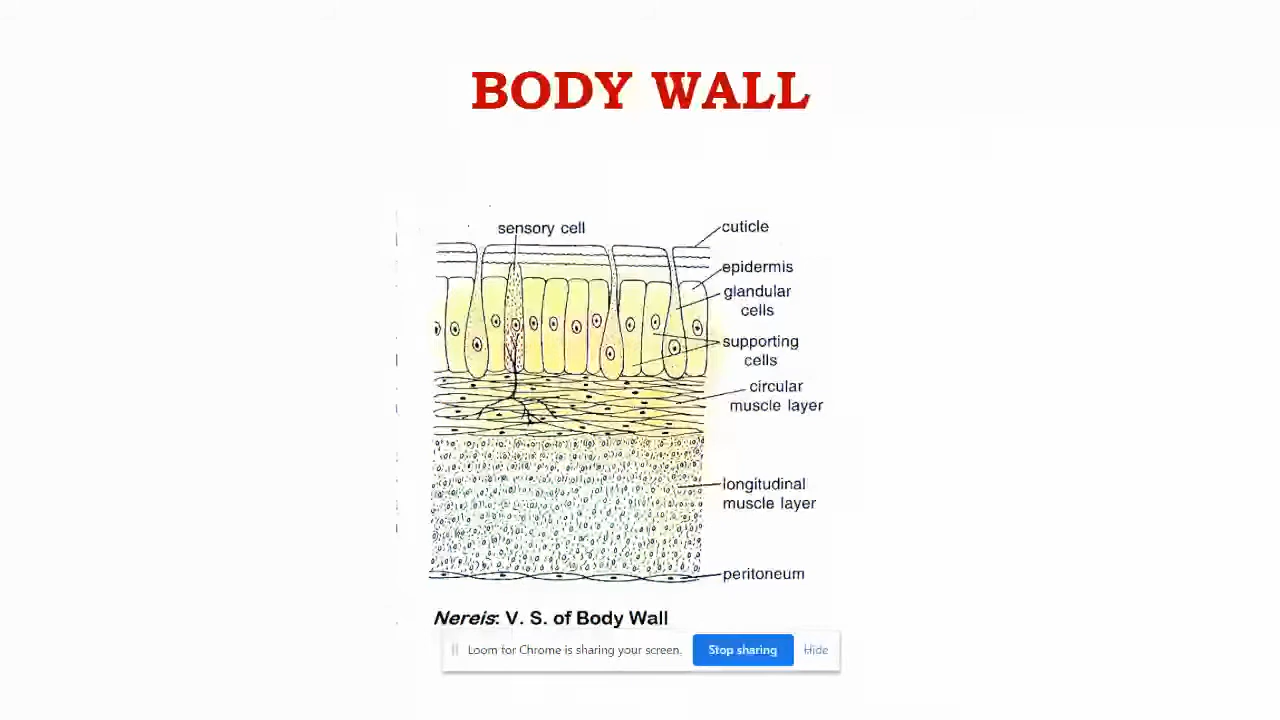 BODY WALL
sensory cell
cuticle
epidermis
glandular
cells
supporting
cells
circular
muscle layer
longitudinal
muscle layer
peritoneum
Nereis: V. S. of Body Wall
Loom for Chrome is sharing your screen. Stop sharing Hide